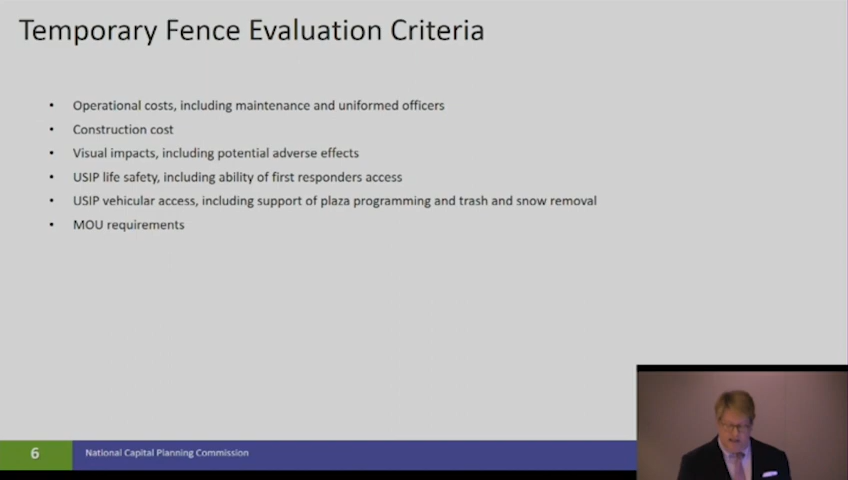 Temporary Fence Evaluation Criteria
• Operational costs, including maintenance and uniformed officers
• Construction cost
• Visual impacts, including potential adverse effects
• USIP life safety, including ability of first responders access
• USIP vehicular access, including support of plaza programming and trash and snow removal
• MOU requirements
6
National Capital Planning Commission